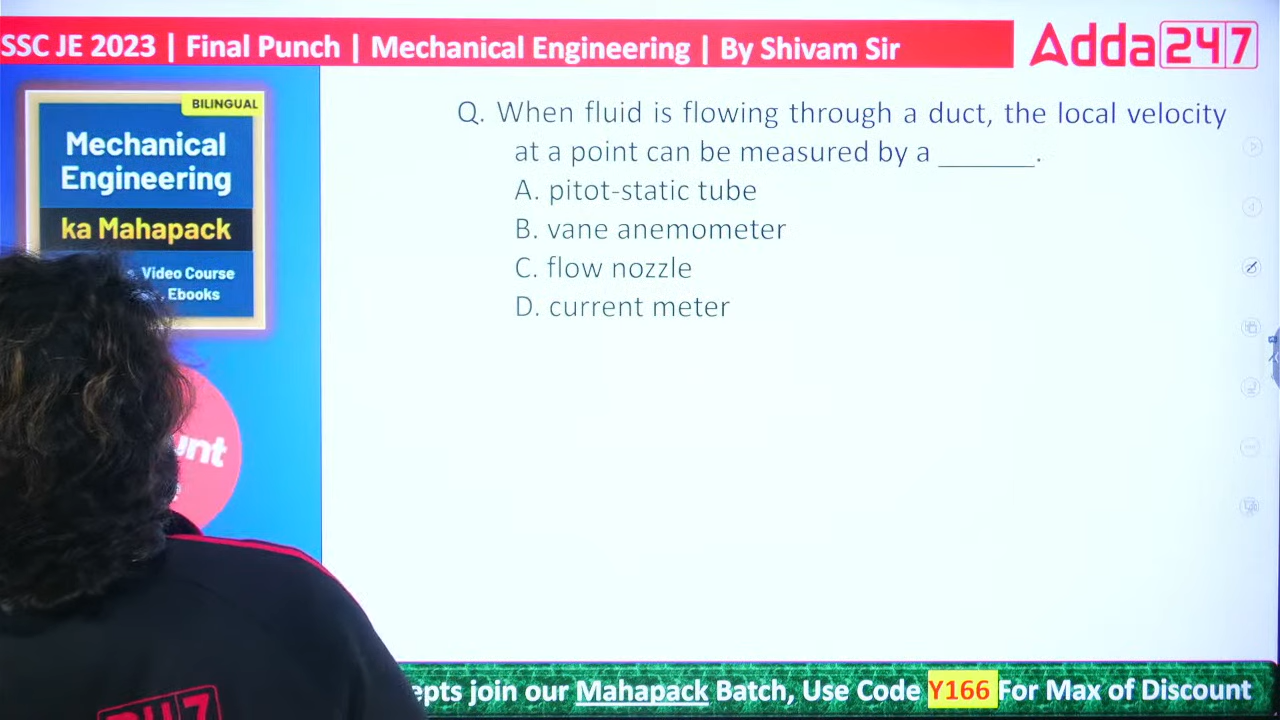 SSC JE 2023 | Final Punch | Mechanical Engineering | By Shivam Sir
Adda247
BILINGUAL
Mechanical
Engineering
ka Mahapack
Video Course
Ebooks
Q. When fluid is flowing through a duct, the local velocity
at a point can be measured by a ______.
A. pitot-static tube
B. vane anemometer
C. flow nozzle
D. current meter
join our Mahapack Batch, Use Code Y166 For Max of Discount
247